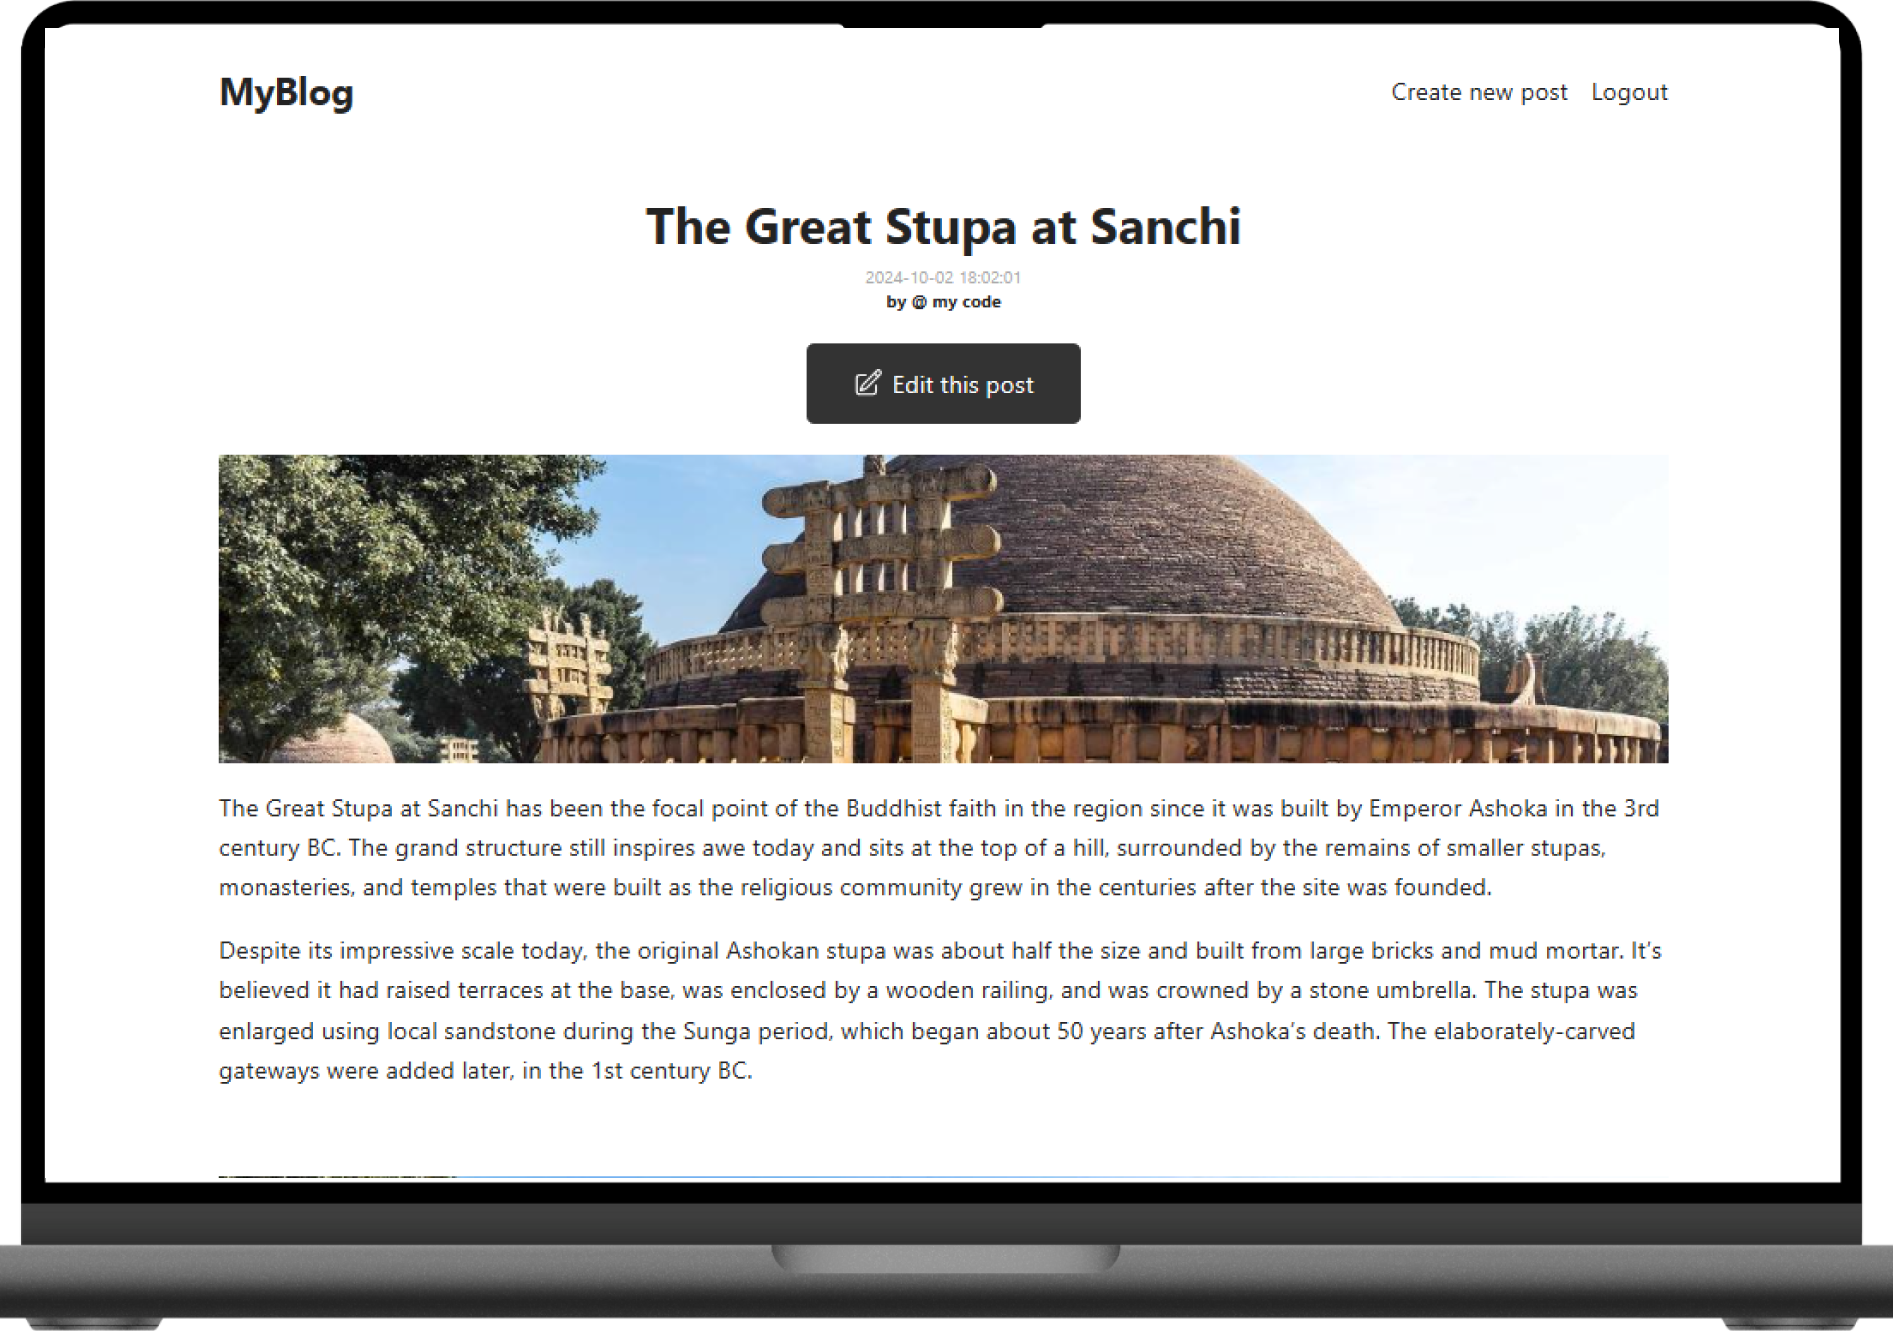 MyBlog
Create new post Logout
The Great Stupa at Sanchi
2024-10-02 18:02:01
by @ my code
Edit this post
The Great Stupa at Sanchi has been the focal point of the Buddhist faith in the region since it was built by Emperor Ashoka in the 3rd
century BC. The grand structure still inspires awe today and sits at the top of a hill, surrounded by the remains of smaller stupas,
monasteries, and temples that were built as the religious community grew in the centuries after the site was founded.
Despite its impressive scale today, the original Ashokan stupa was about half the size and built from large bricks and mud mortar. It’s
believed it had raised terraces at the base, was enclosed by a wooden railing, and was crowned by a stone umbrella. The stupa was
enlarged using local sandstone during the Sunga period, which began about 50 years after Ashoka’s death. The elaborately-carved
gateways were added later, in the 1st century BC.